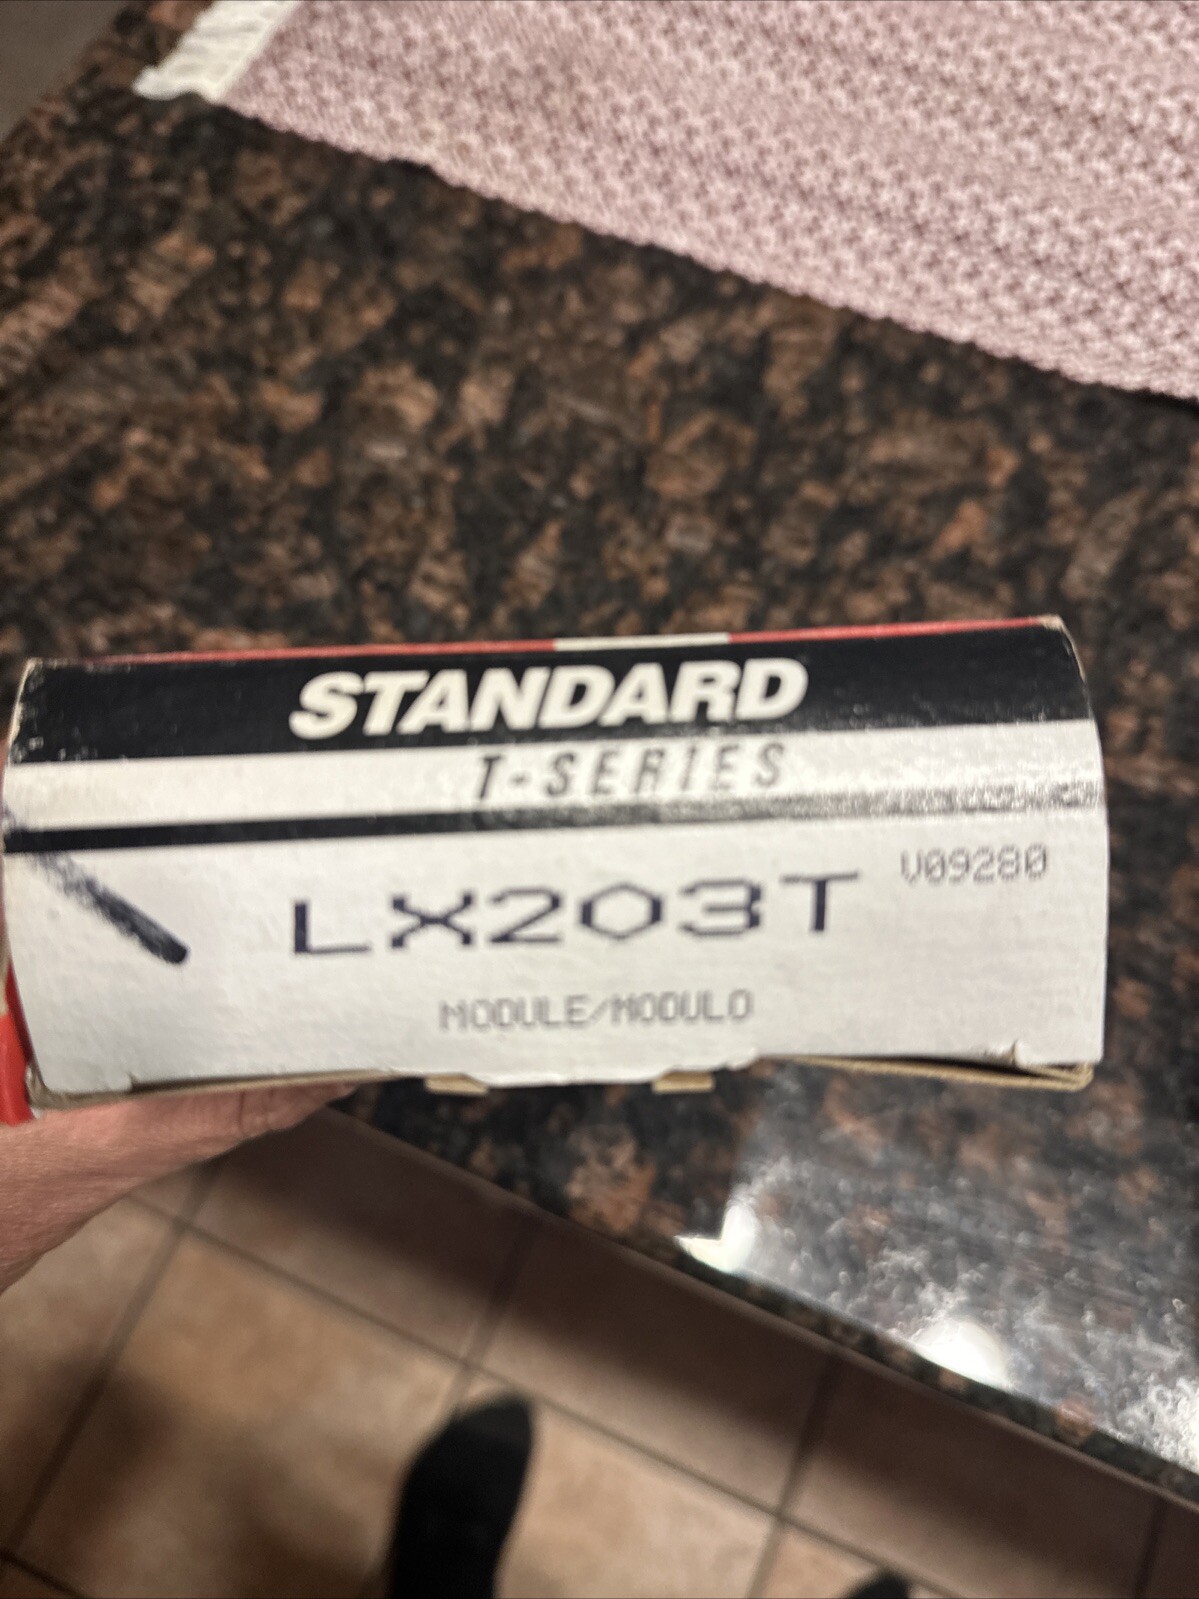 STANDARD
T-SERIES
V09280
LX203T
MODULE/MODULO